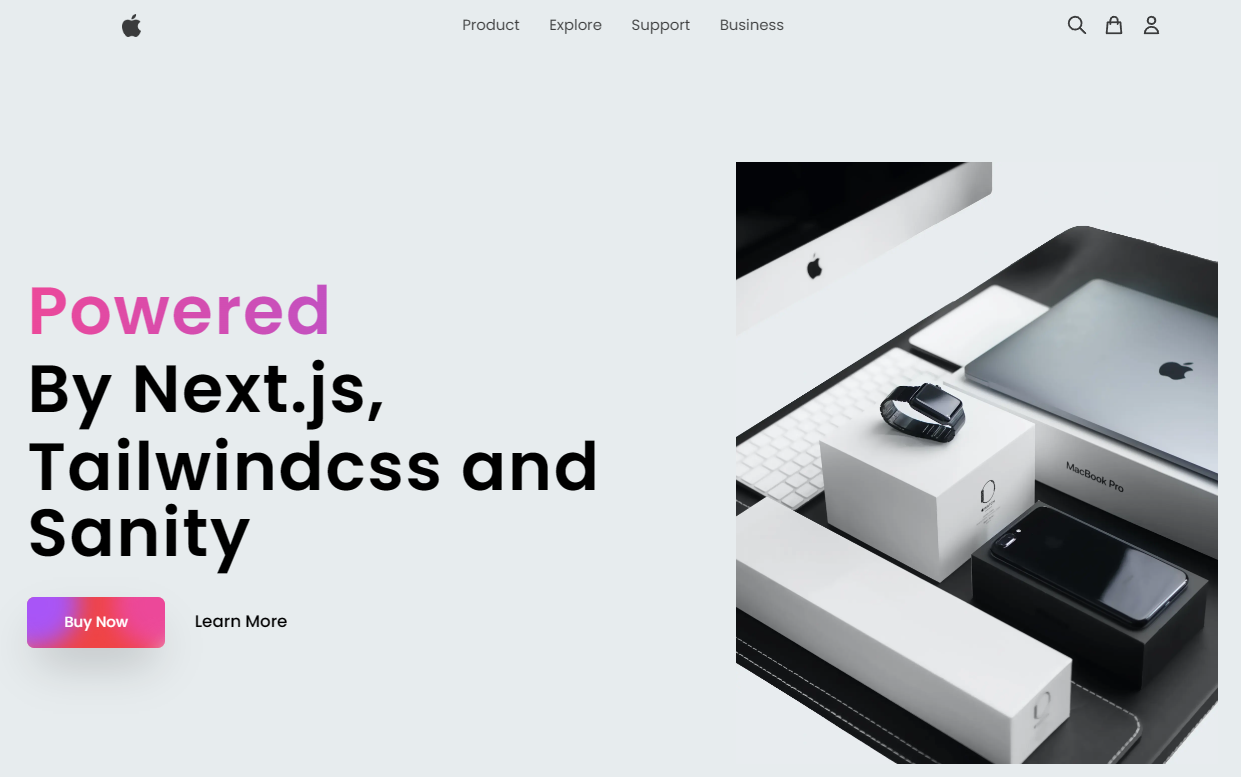 Product Explore Support Business
Powered
By Next.js,
Tailwindcss and
Sanity
Buy Now Learn More
MacBook Pro